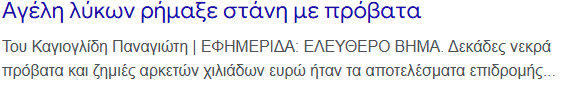 Αγέλη λύκων ρήμαξε στάνη με πρόβατα
Του Καγιογλίδη Παναγιώτη | ΕΦΗΜΕΡΙΔΑ: ΕΛΕΥΘΕΡΟ ΒΗΜΑ. Δεκάδες νεκρά
πρόβατα και ζημιές αρκετών χιλιάδων ευρώ ήταν τα αποτελέσματα επιδρομής...